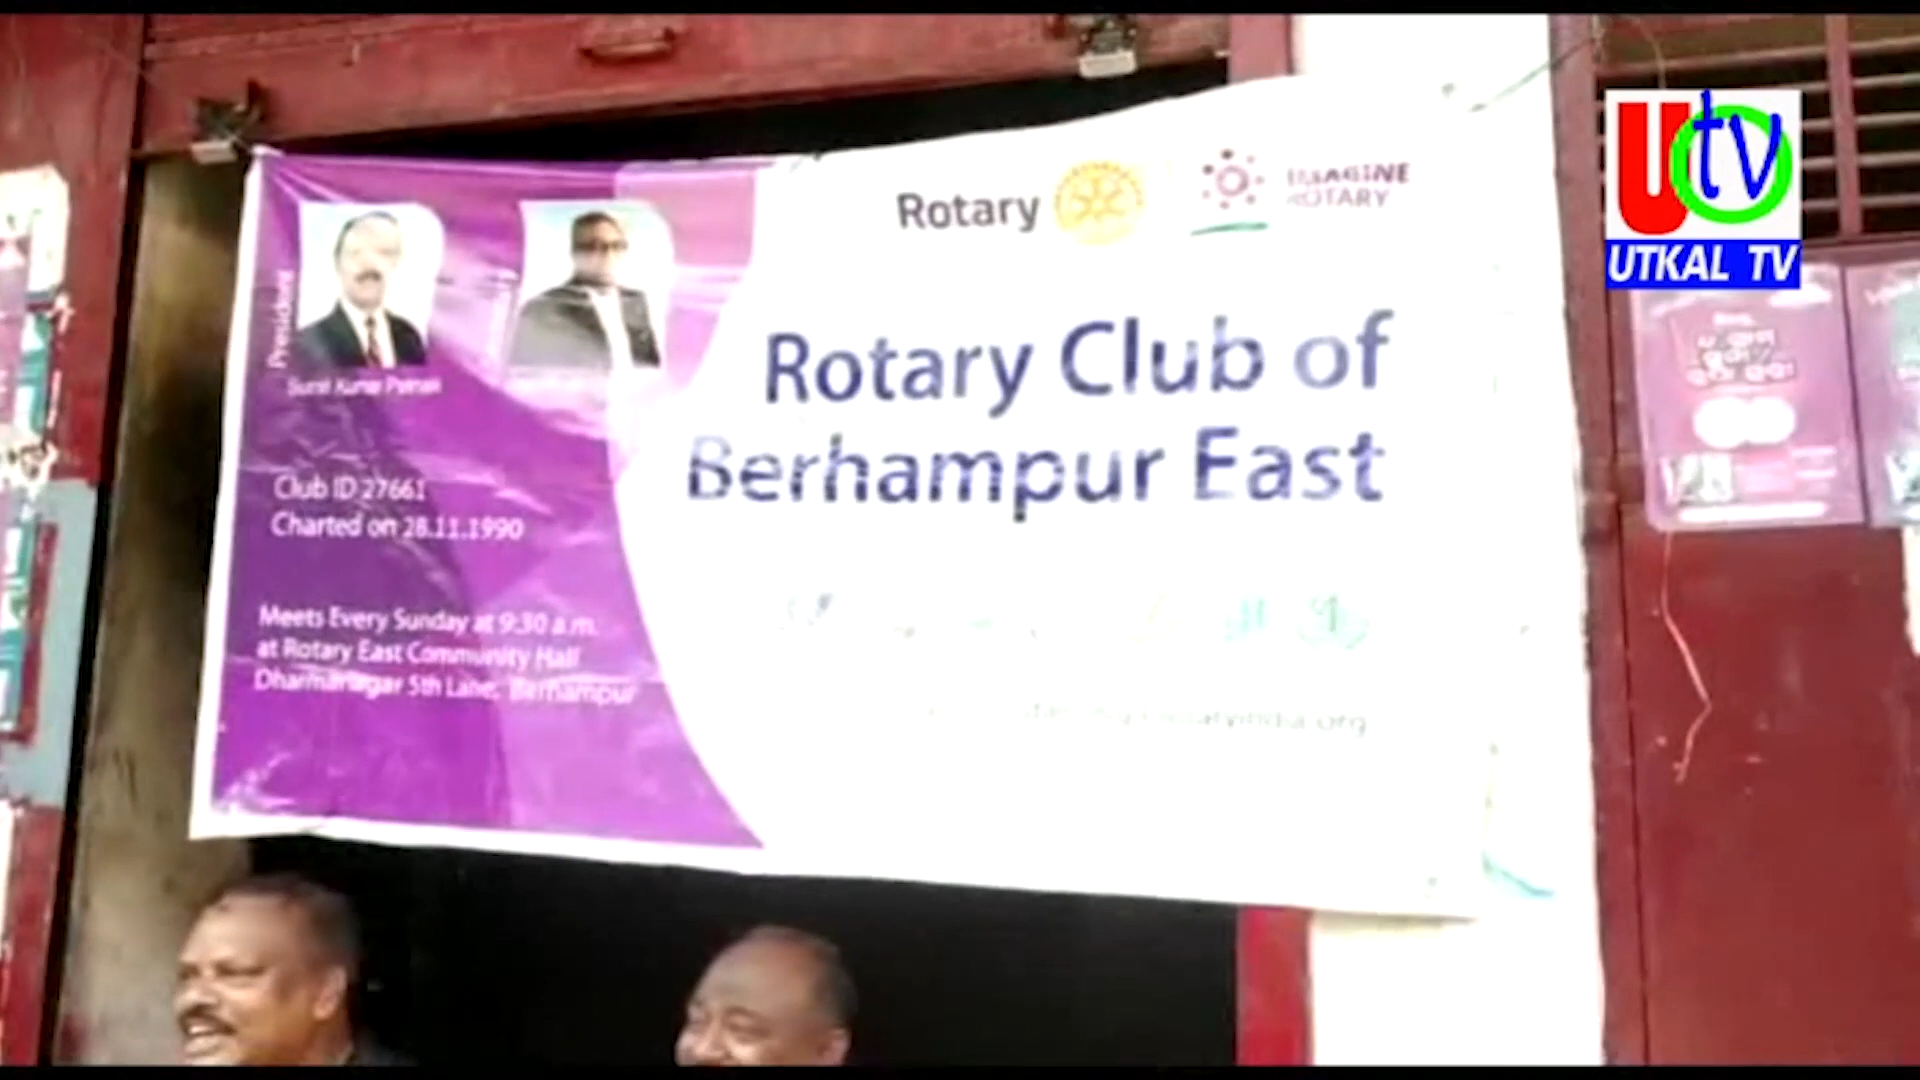 Rotary
IMAGINE
ROTARY
UTV
UTKAL TV
President
Rotary Club of
Berhampur East
Club ID 27661
Charted on 28.11.1990
Meets Every Sunday at 9:30 a.m.
at Rotary East Community Hall
Dharmanagar 5th Lane, Berhampur